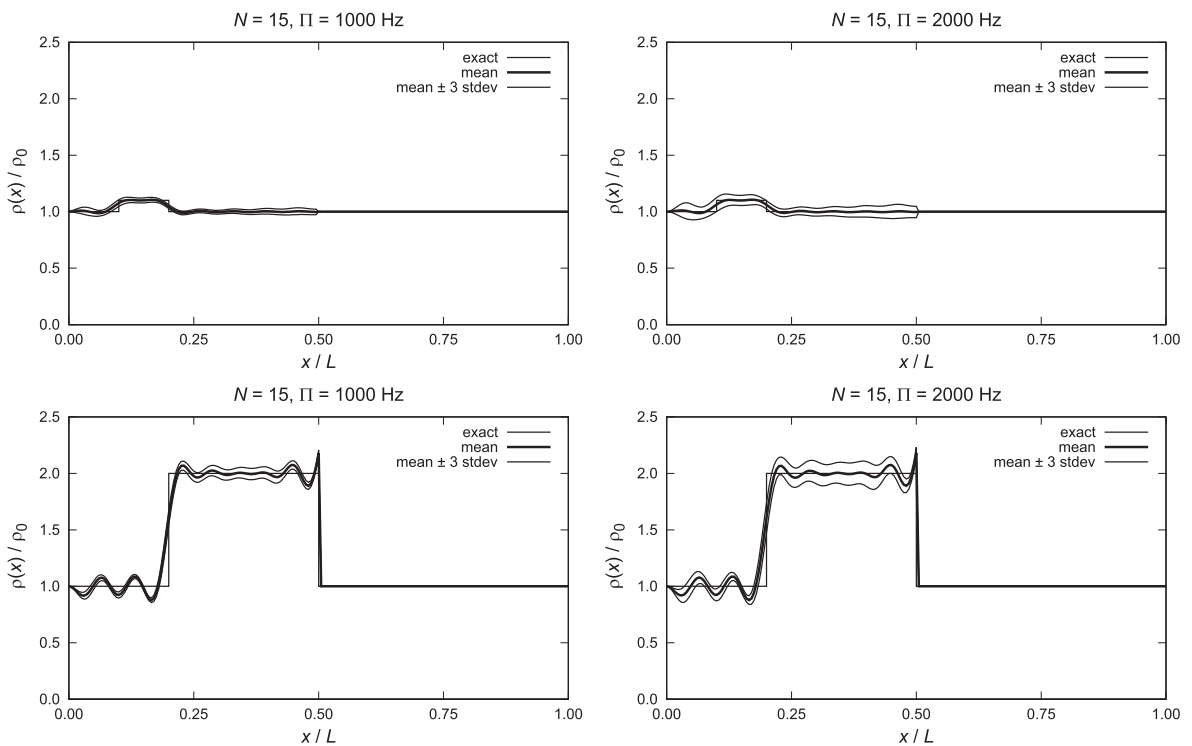 N = 15, Π = 1000 Hz
2.5
2.0
1.5
1.0
0.5
0.0
ρ(x) / ρ0
exact
mean
mean ± 3 stdev
0.00 0.25 0.50 0.75 1.00
x / L
N = 15, Π = 2000 Hz
2.5
2.0
1.5
1.0
0.5
0.0
ρ(x) / ρ0
exact
mean
mean ± 3 stdev
0.00 0.25 0.50 0.75 1.00
x / L
N = 15, Π = 1000 Hz
2.5
2.0
1.5
1.0
0.5
0.0
ρ(x) / ρ0
exact
mean
mean ± 3 stdev
0.00 0.25 0.50 0.75 1.00
x / L
N = 15, Π = 2000 Hz
2.5
2.0
1.5
1.0
0.5
0.0
ρ(x) / ρ0
exact
mean
mean ± 3 stdev
0.00 0.25 0.50 0.75 1.00
x / L